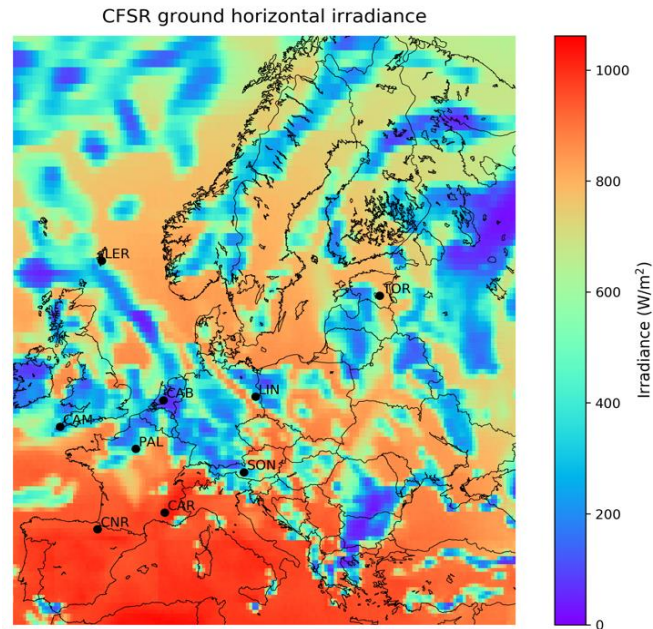 CFSR ground horizontal irradiance
LER
TOR
CAB
LIN
CAM
PAL
SON
CAR
CNR
1000
800
600
400
200
0
Irradiance (W/m²)